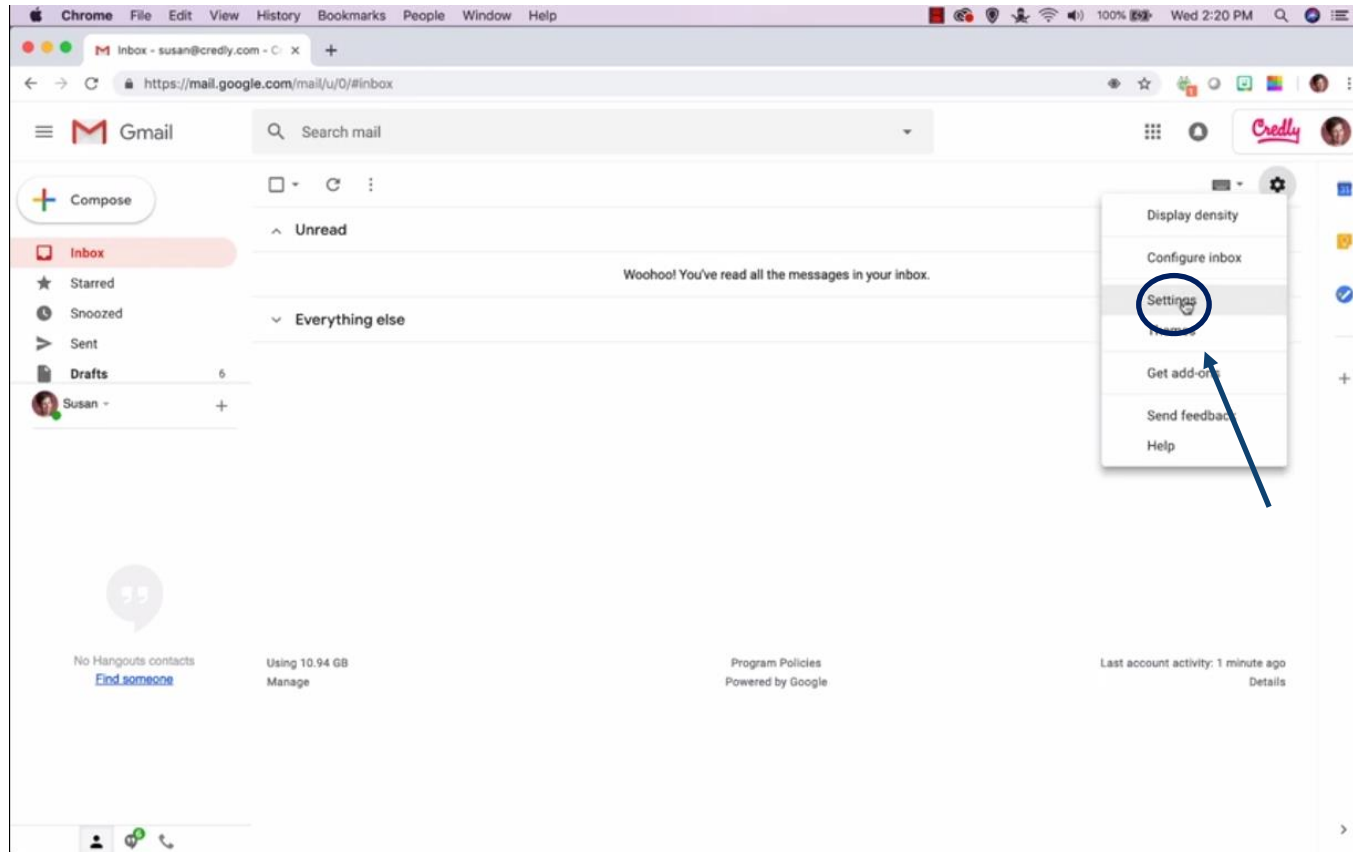 Chrome File Edit View History Bookmarks People Window Help 100% Wed 2:20 PM
Inbox - susan@credly.com - C
https://mail.google.com/mail/u/0/#inbox
Gmail Search mail Credly
Compose
Inbox
Starred
Snoozed
Sent
Drafts 6
Susan
No Hangouts contacts
Find someone
Unread
Woohoo! You've read all the messages in your inbox.
Everything else
Display density
Configure inbox
Settings
Themes
Get add-ons
Send feedback
Help
Using 10.94 GB
Manage
Program Policies
Powered by Google
Last account activity: 1 minute ago
Details
31